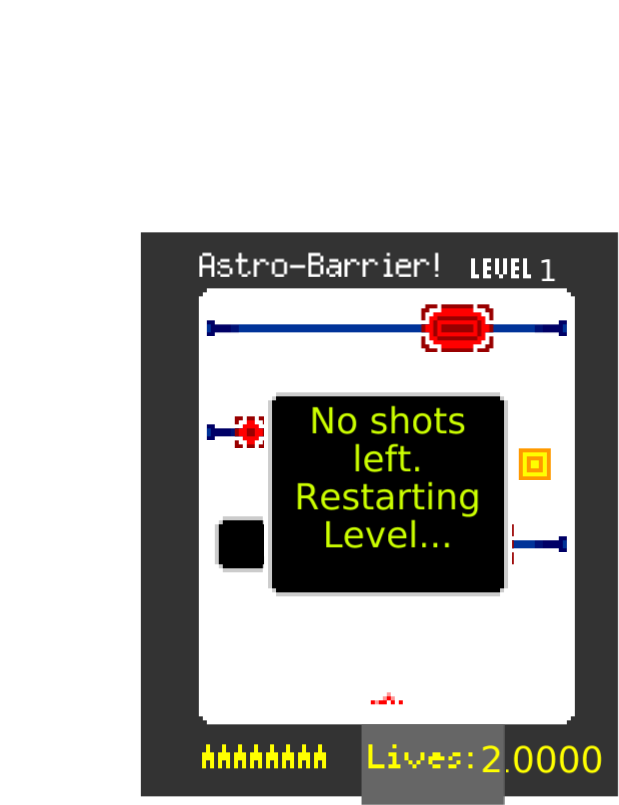 Astro-Barrier! LEVEL 1
No shots
left.
Restarting
Level...
Lives:2.0000